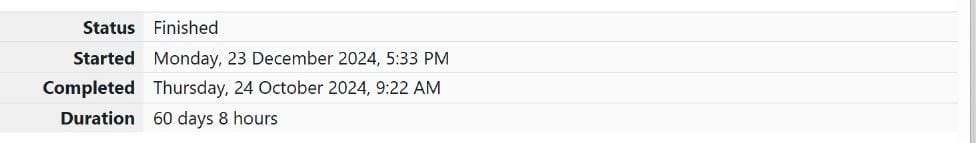 Status Finished
Started Monday, 23 December 2024, 5:33 PM
Completed Thursday, 24 October 2024, 9:22 AM
Duration 60 days 8 hours